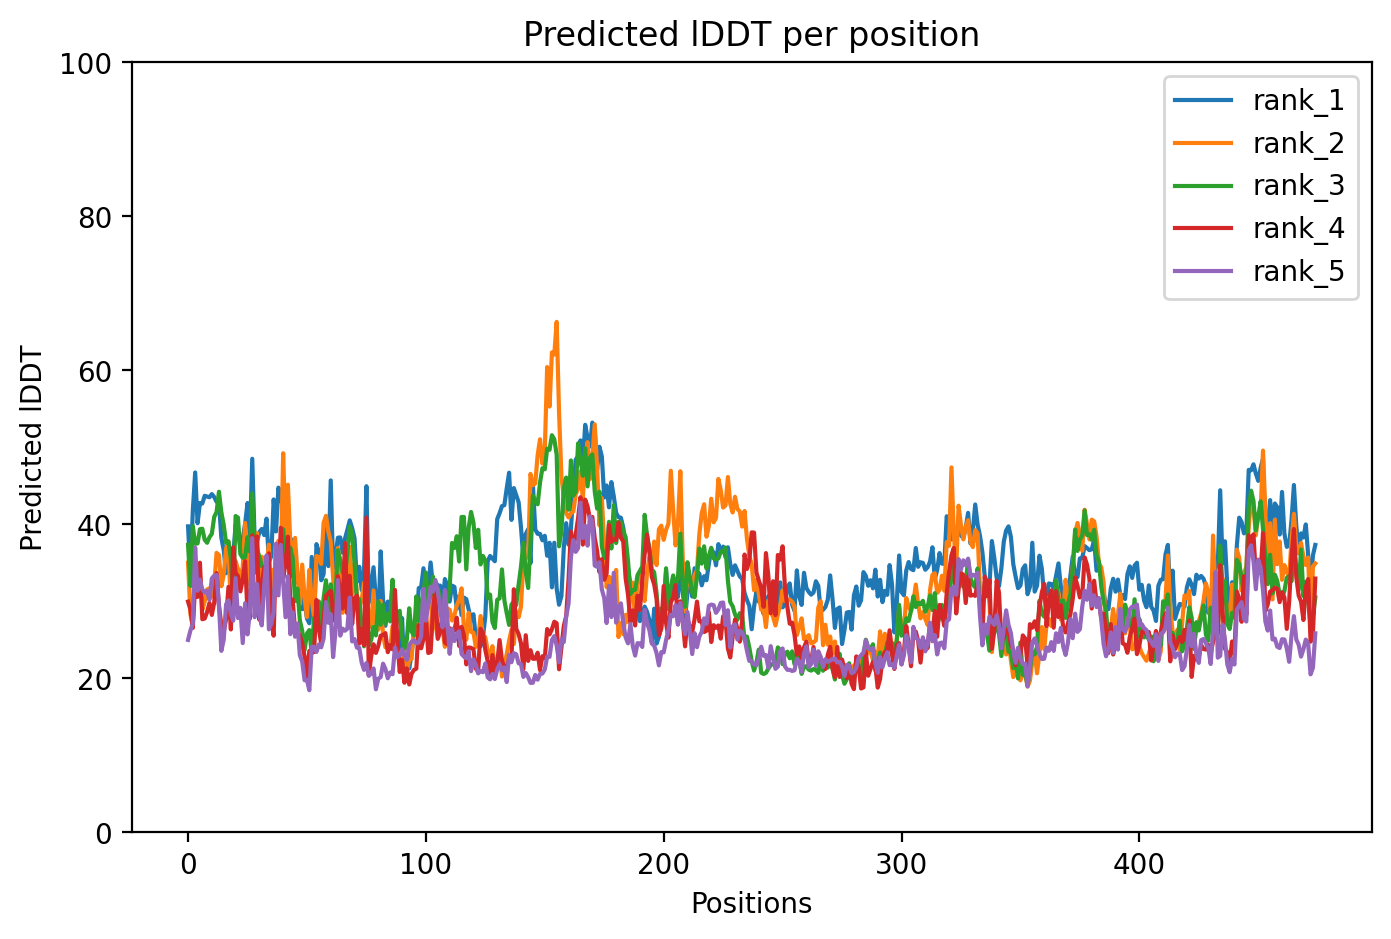 Predicted lDDT per position
100
80
60
40
20
0
Predicted lDDT
0 100 200 300 400
Positions
rank_1
rank_2
rank_3
rank_4
rank_5